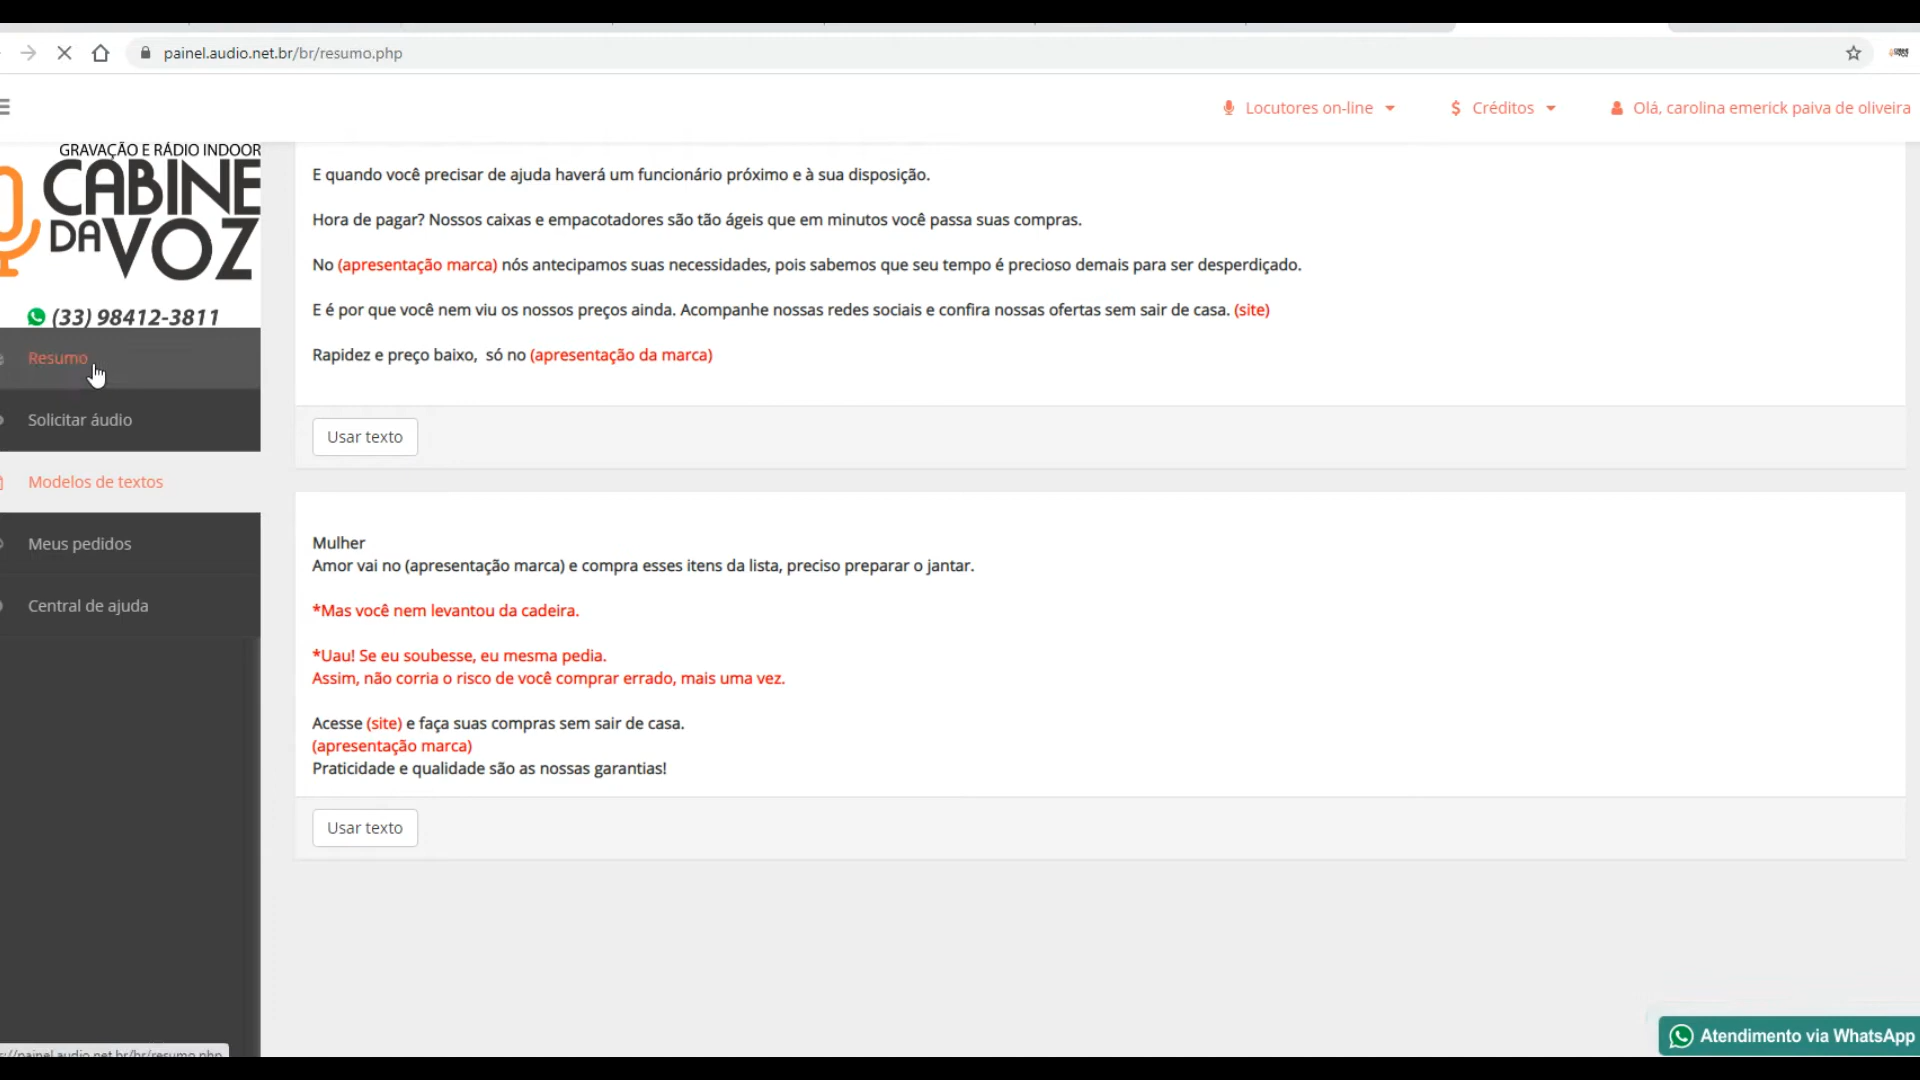 painel.audio.net.br/br/resumo.php
Locutores on-line
$ Créditos
Olá, carolina emerick paiva de oliveira
GRAVAÇÃO E RÁDIO INDOOR
CABINE
DA VOZ
(33) 98412-3811
Resumo
Solicitar áudio
Modelos de textos
Meus pedidos
Central de ajuda
E quando você precisar de ajuda haverá um funcionário próximo e à sua disposição.
Hora de pagar? Nossos caixas e empacotadores são tão ágeis que em minutos você passa suas compras.
No (apresentação marca) nós antecipamos suas necessidades, pois sabemos que seu tempo é precioso demais para ser desperdiçado.
E é por que você nem viu os nossos preços ainda. Acompanhe nossas redes sociais e confira nossas ofertas sem sair de casa. (site)
Rapidez e preço baixo, só no (apresentação da marca)
Usar texto
Mulher
Amor vai no (apresentação marca) e compra esses itens da lista, preciso preparar o jantar.
*Mas você nem levantou da cadeira.
*Uau! Se eu soubesse, eu mesma pedia.
Assim, não corria o risco de você comprar errado, mais uma vez.
Acesse (site) e faça suas compras sem sair de casa.
(apresentação marca)
Praticidade e qualidade são as nossas garantias!
Usar texto
Atendimento via WhatsApp
://painel.audio.net.br/br/resumo.php